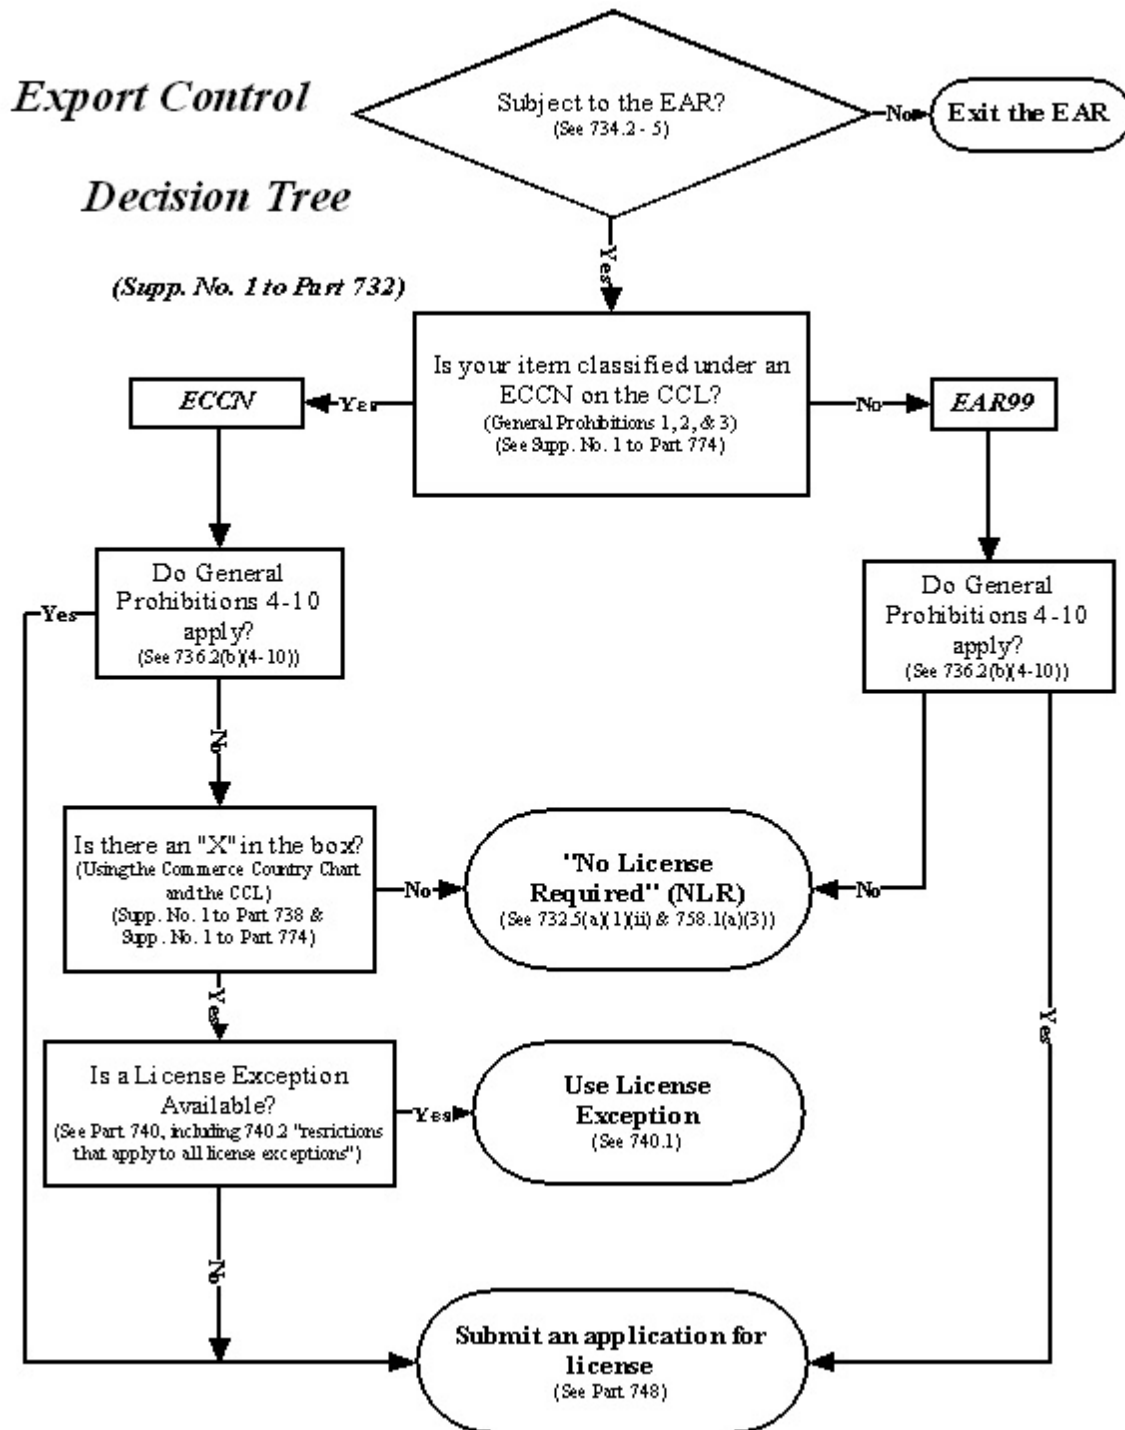 Export Control
Decision Tree
(Supp. No. 1 to Part 732)
Subject to the EAR?
(See 734.2 - 5)
No
Exit the EAR
Yes
Is your item classified under an
ECCN on the CCL?
(General Prohibitions 1, 2, & 3)
(See Supp. No. 1 to Part 774)
Yes
ECCN
No
EAR99
Do General
Prohibitions 4-10
apply?
(See 736.2(b)(4-10))
Yes
No
Do General
Prohibitions 4-10
apply?
(See 736.2(b)(4-10))
No
Yes
Is there an "X" in the box?
(Using the Commerce Country Chart
and the CCL)
(Supp. No. 1 to Part 738 &
Supp. No. 1 to Part 774)
No
"No License
Required" (NLR)
(See 732.5(a)(1)(ii) & 758.1(a)(3))
Yes
Is a License Exception
Available?
(See Part 740, including 740.2 "resrictions
that apply to all license exceptions")
Yes
Use License
Exception
(See 740.1)
No
Submit an application for
license
(See Part 748)